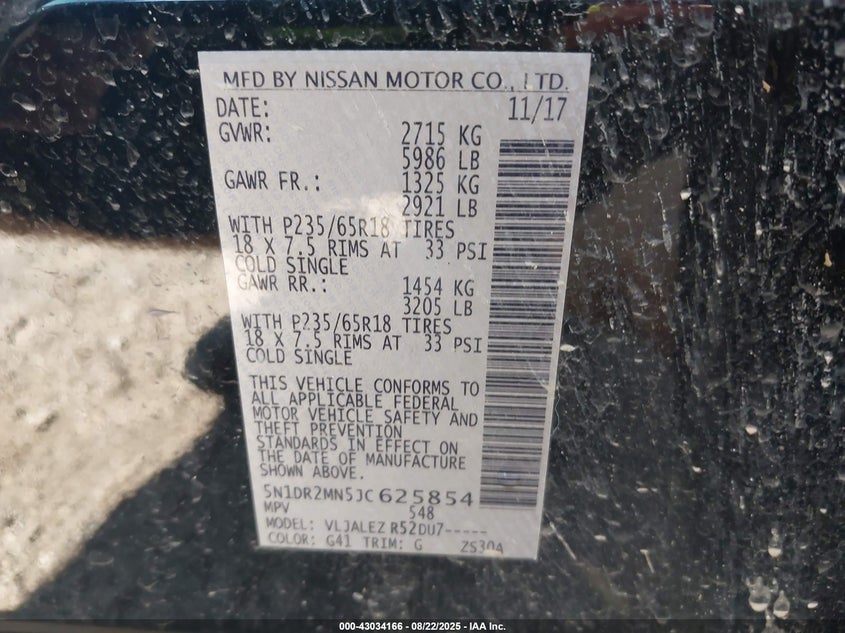 MFD BY NISSAN MOTOR CO., LTD.
DATE: 11/17
GVWR: 2715 KG
5986 LB
GAWR FR.: 1325 KG
2921 LB
WITH P235/65R18 TIRES
18 X 7.5 RIMS AT 33 PSI
COLD SINGLE
GAWR RR.: 1454 KG
3205 LB
WITH P235/65R18 TIRES
18 X 7.5 RIMS AT 33 PSI
COLD SINGLE
THIS VEHICLE CONFORMS TO
ALL APPLICABLE FEDERAL
MOTOR VEHICLE SAFETY AND
THEFT PREVENTION
STANDARDS IN EFFECT ON
THE DATE OF MANUFACTURE
SHOWN ABOVE.
5N1DR2MN5JC625854
MPV 548
MODEL: VLJALEZ R52DU7-----
COLOR: G41 TRIM: G ZS30A
000-43034166 - 08/22/2025 - IAA Inc.